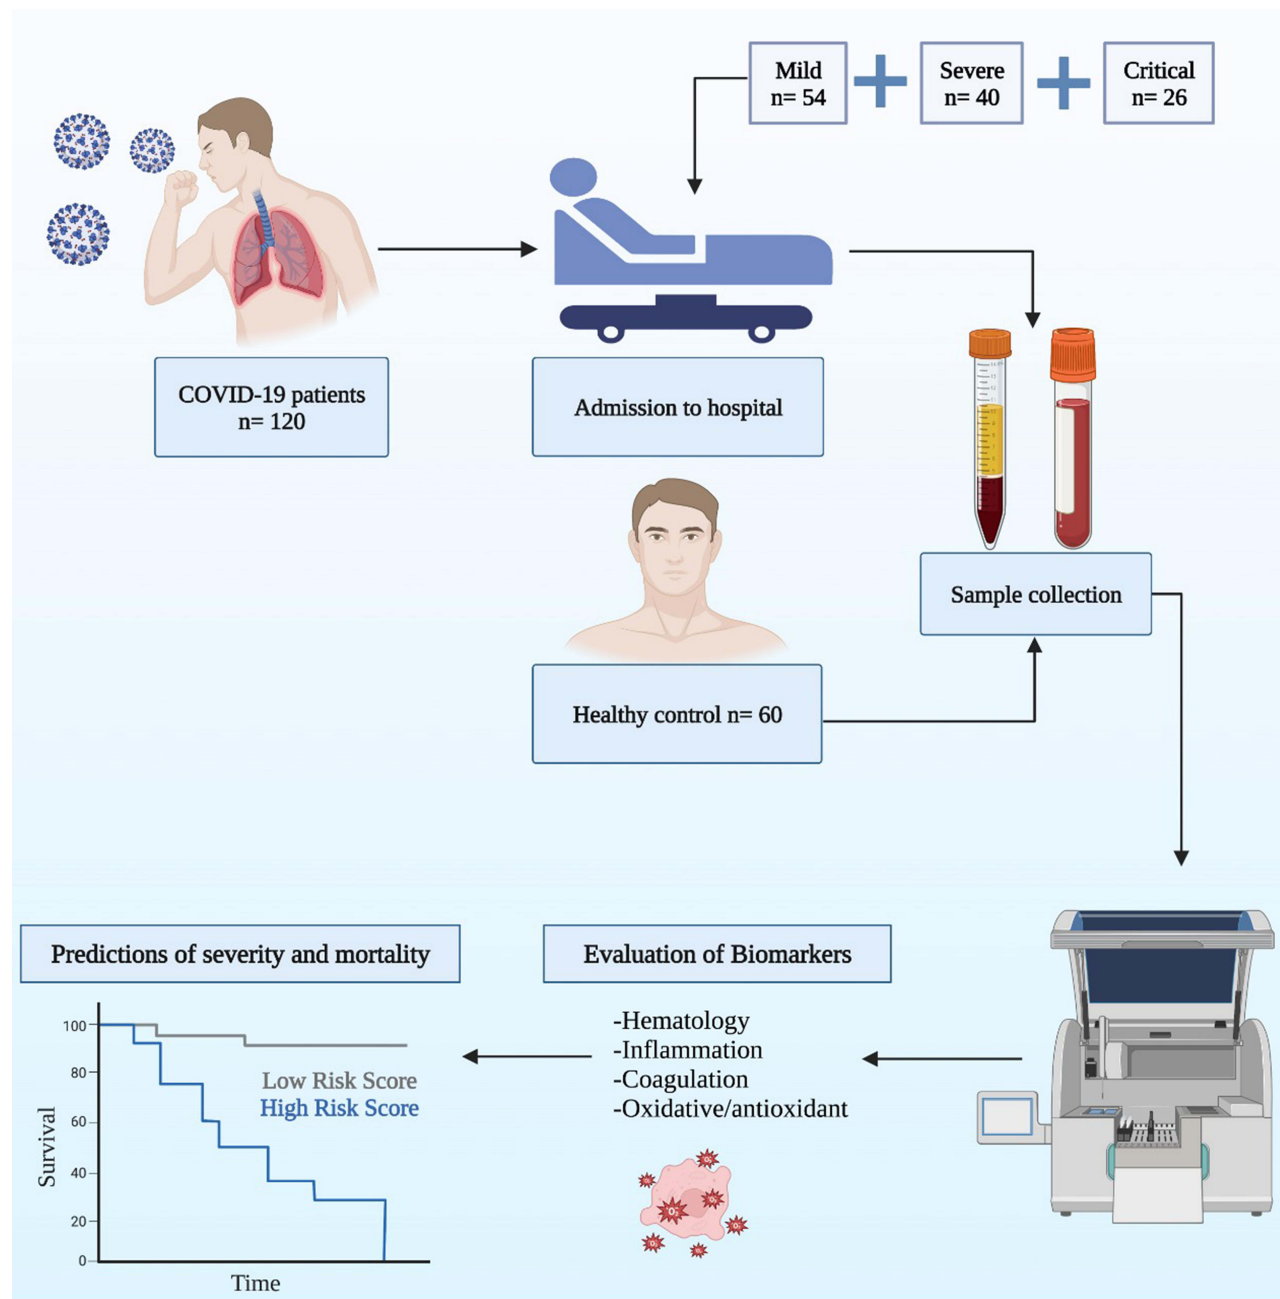 Mild
n= 54
Severe
n= 40
Critical
n= 26
COVID-19 patients
n= 120
Admission to hospital
Sample collection
Healthy control n= 60
Predictions of severity and mortality
Evaluation of Biomarkers
-Hematology
-Inflammation
-Coagulation
-Oxidative/antioxidant
100
80
60
40
20
0
Survival
Low Risk Score
High Risk Score
Time